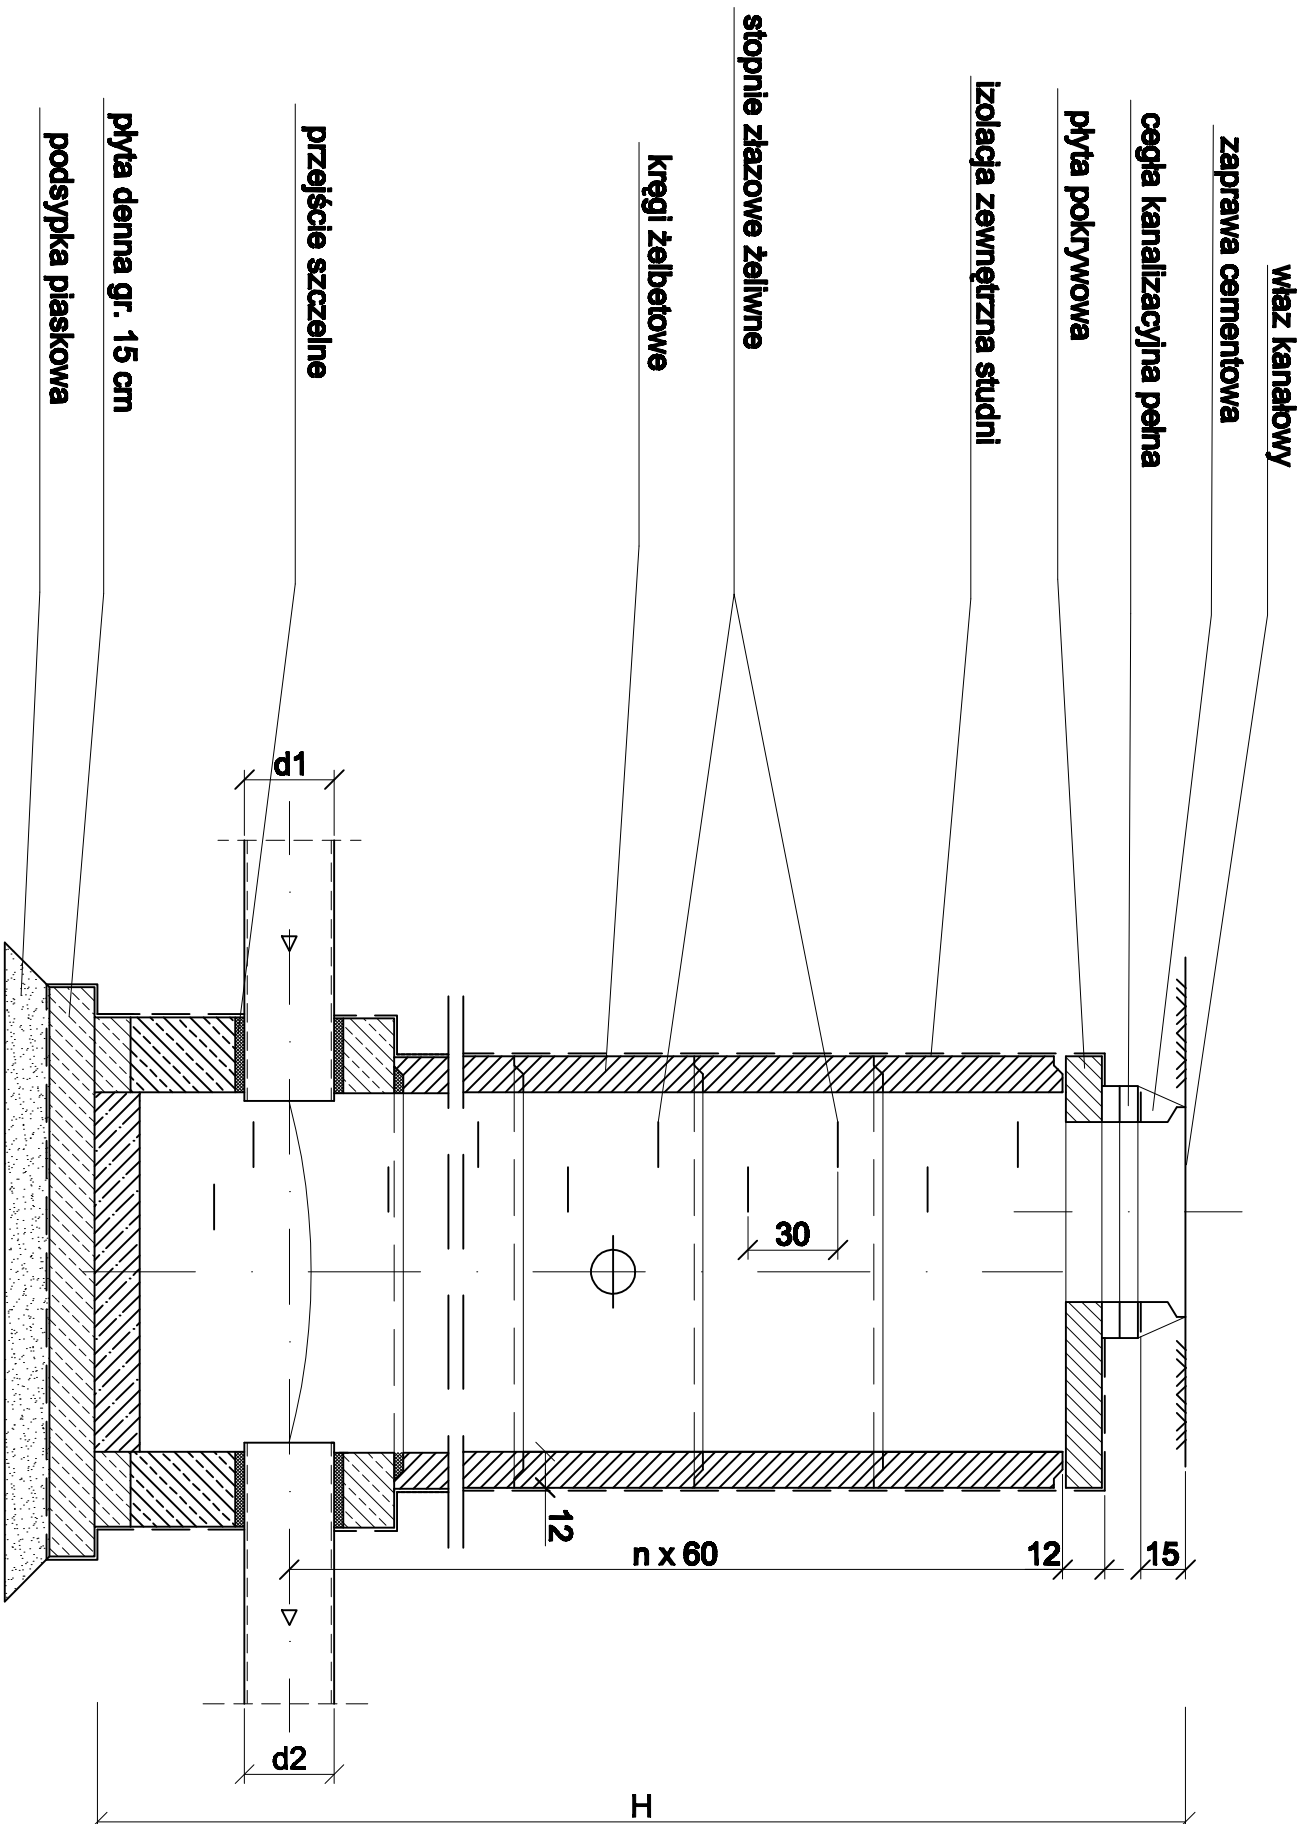 właz kanałowy
zaprawa cementowa
cegła kanalizacyjna pełna
płyta pokrywowa
izolacja zewnętrzna studni
stopnie złazowe żeliwne
kręgi żelbetowe
przejście szczelne
płyta denna gr. 15 cm
podsypka piaskowa
d1
30
12
n x 60
12
15
d2
H